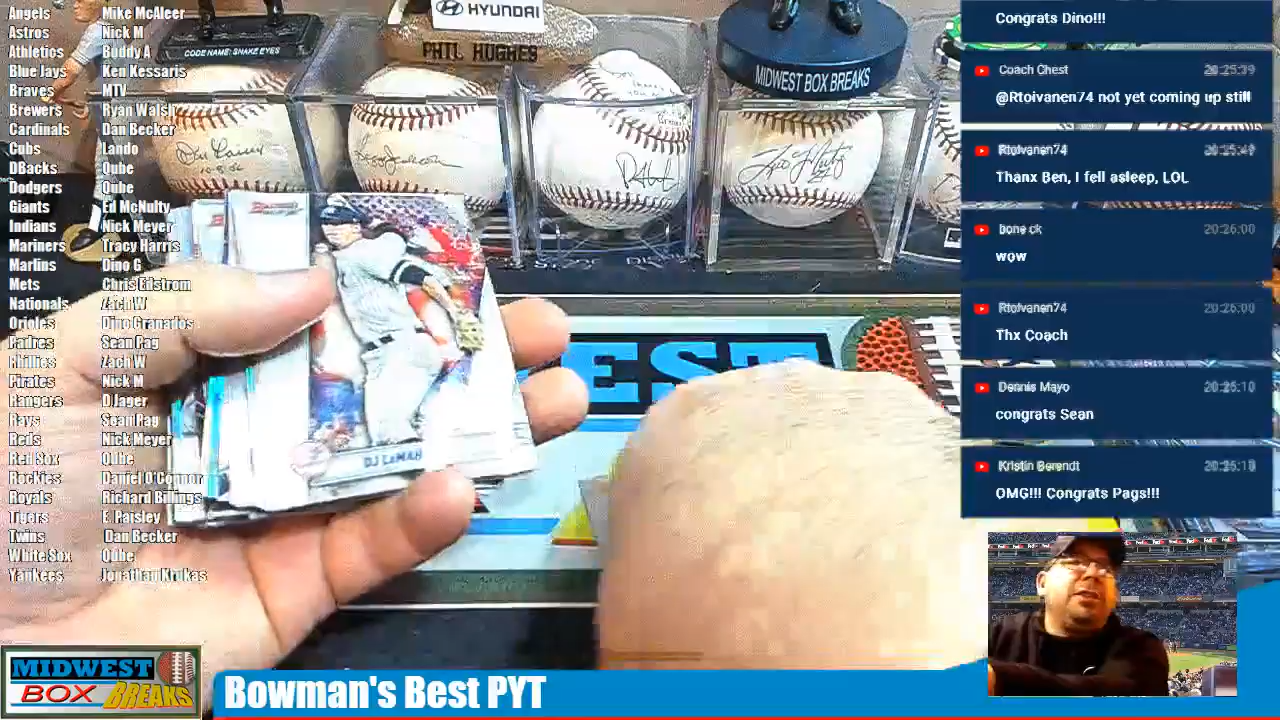 Angels Mike McAleer
Astros Nick M
Athletics Buddy A
Blue Jays Ken Kessaris
Braves MTV
Brewers Ryan Walsh
Cardinals Dan Becker
Cubs Lando
DBacks Qube
Dodgers Qube
Giants Ed McNulty
Indians Nick Meyer
Mariners Tracy Harris
Marlins Dino G
Mets Chris Edstrom
Nationals Zach W
Orioles Dino Granados
Padres Sean Pag
Phillies Zach W
Pirates Nick M
Rangers DJager
Rays Sean Pag
Reds Nick Meyer
Red Sox Qube
Rockies Daniel O'Connor
Royals Richard Billings
Tigers E. Paisley
Twins Dan Becker
White Sox Qube
Yankees Jonathan Krukas
CODE NAME: SNAKE EYES
HYUNDAI
PHIL HUGHES
MIDWEST BOX BREAKS
EST
DJ LeMAH
Congrats Dino!!!
Coach Chest 20:25:39
@Rtoivanen74 not yet coming up still
Rtoivanen74 20:25:49
Thanx Ben, I fell asleep, LOL
bone ck 20:26:00
wow
Rtoivanen74 20:26:00
Thx Coach
Dennis Mayo 20:26:10
congrats Sean
Kristin Berendt
OMG!!! Congrats Pags!!!
MIDWEST
BOX BREAKS
Bowman's Best PYT